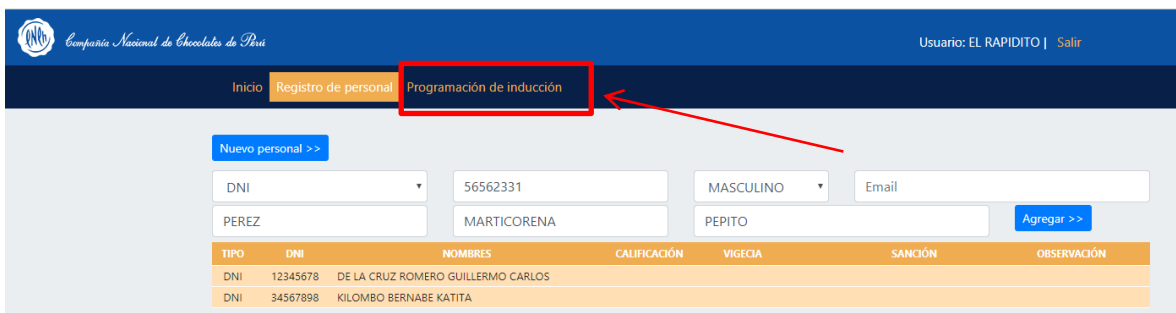 CNCh Compañía Nacional de Chocolates de Perú
Usuario: EL RAPIDITO | Salir
Inicio Registro de personal Programación de inducción
Nuevo personal >>
DNI 56562331 MASCULINO Email
PEREZ MARTICORENA PEPITO Agregar >>
TIPO DNI NOMBRES CALIFICACIÓN VIGECIA SANCIÓN OBSERVACIÓN
DNI 12345678 DE LA CRUZ ROMERO GUILLERMO CARLOS
DNI 34567898 KILOMBO BERNABE KATITA